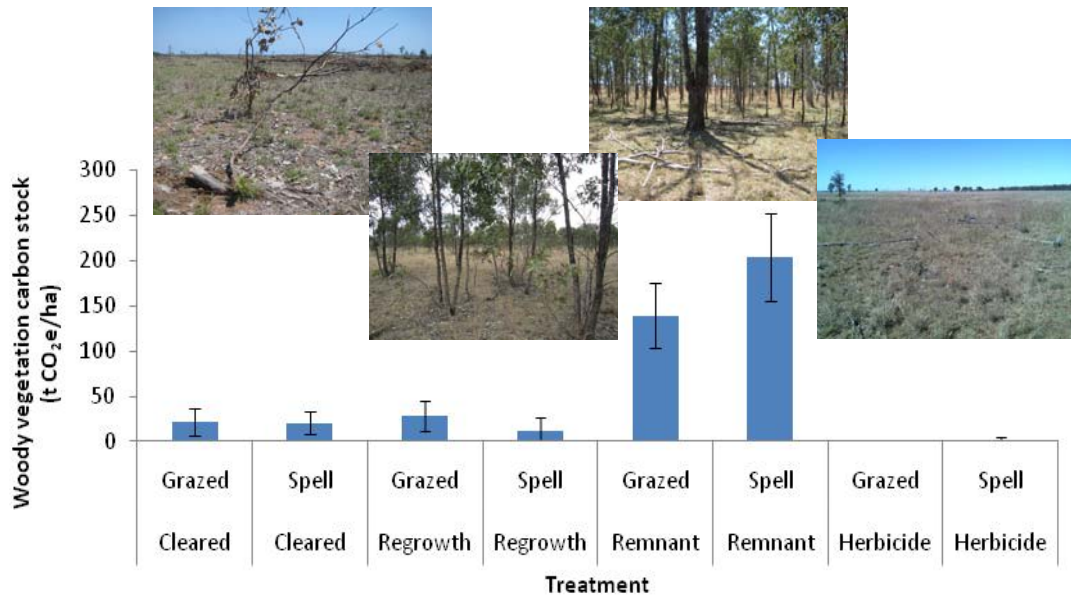 Woody vegetation carbon stock
(t CO₂e/ha)
300
250
200
150
100
50
0
Grazed Spell Grazed Spell Grazed Spell Grazed Spell
Cleared Cleared Regrowth Regrowth Remnant Remnant Herbicide Herbicide
Treatment